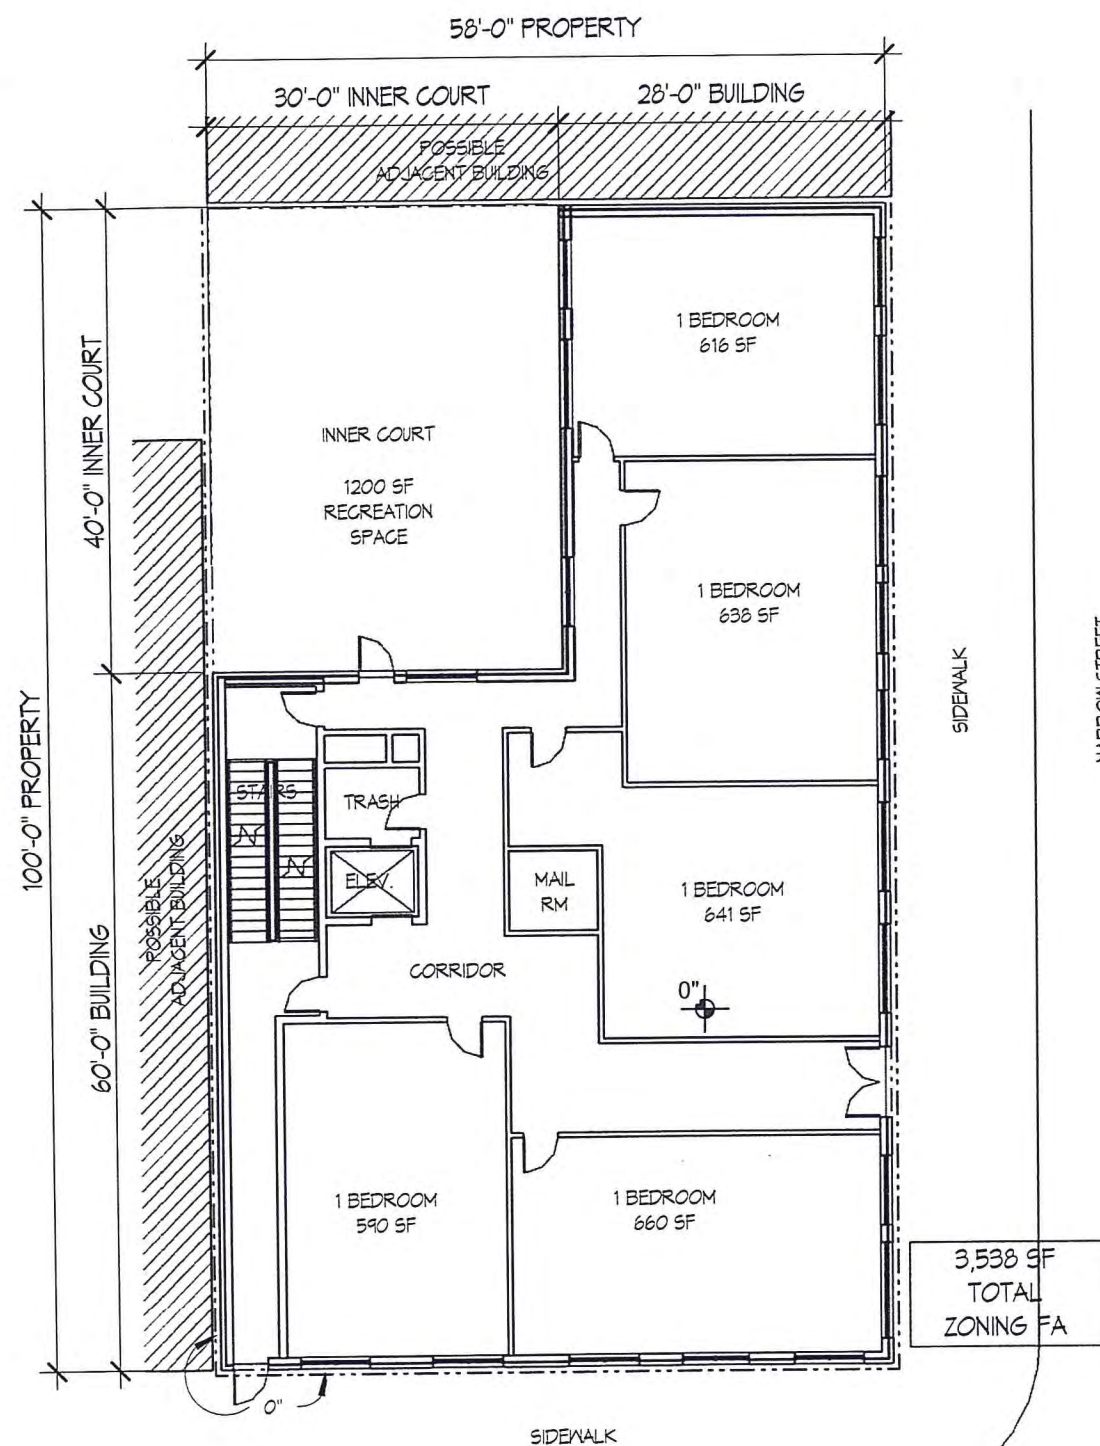 58'-0" PROPERTY
30'-0" INNER COURT
28'-0" BUILDING
POSSIBLE
ADJACENT BUILDING
100'-0" PROPERTY
40'-0" INNER COURT
60'-0" BUILDING
POSSIBLE
ADJACENT BUILDING
INNER COURT
1200 SF
RECREATION
SPACE
1 BEDROOM
616 SF
1 BEDROOM
638 SF
SIDEWALK
STAIRS
TRASH
ELEV.
MAIL
RM
1 BEDROOM
641 SF
0"
CORRIDOR
1 BEDROOM
590 SF
1 BEDROOM
660 SF
3,538 SF
TOTAL
ZONING FA
0"
SIDEWALK